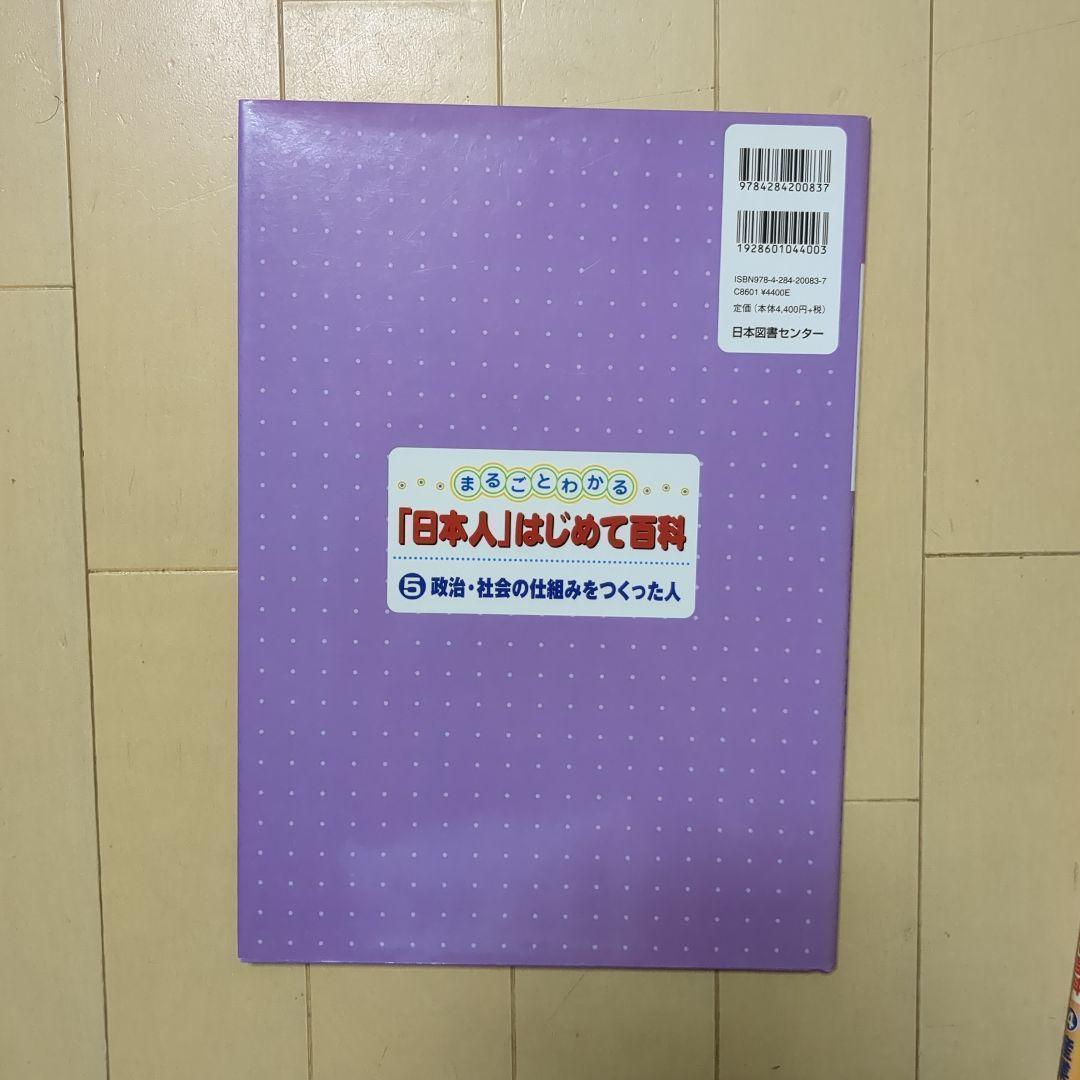 9784284200837
1928601044003
ISBN978-4-284-20083-7
C8601 ¥4400E
定価（本体4,400円+税）
日本図書センター
まるごとわかる
「日本人」はじめて百科
⑤ 政治・社会の仕組みをつくった人